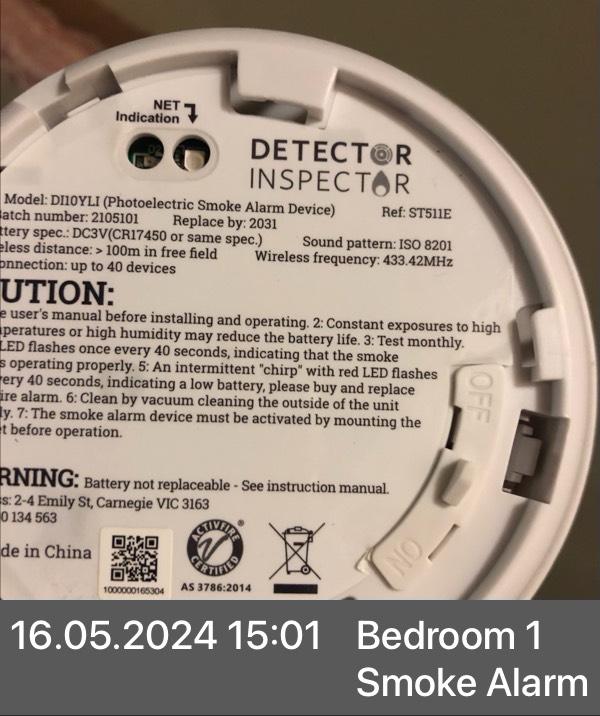 NET
Indication
DETECTOR
INSPECTOR
Model: DI10YLI (Photoelectric Smoke Alarm Device) Ref: ST511E
atch number: 2105101 Replace by: 2031
ttery spec.: DC3V(CR17450 or same spec.) Sound pattern: ISO 8201
eless distance: > 100m in free field Wireless frequency: 433.42MHz
onnection: up to 40 devices
UTION:
e user's manual before installing and operating. 2: Constant exposures to high
peratures or high humidity may reduce the battery life. 3: Test monthly.
LED flashes once every 40 seconds, indicating that the smoke
s operating properly. 5: An intermittent "chirp" with red LED flashes
very 40 seconds, indicating a low battery, please buy and replace
ire alarm. 6: Clean by vacuum cleaning the outside of the unit
ly. 7: The smoke alarm device must be activated by mounting the
t before operation.
OFF
RNING: Battery not replaceable - See instruction manual.
s: 2-4 Emily St, Carnegie VIC 3163
0 134 563
ON
de in China
1000000165304
ACTIVFIRE
CERTIFIED
®
AS 3786:2014
16.05.2024 15:01 Bedroom 1
Smoke Alarm